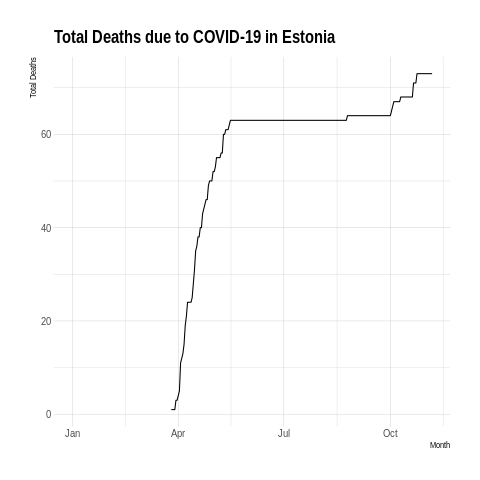 Total Deaths due to COVID-19 in Estonia
Total Deaths
60
40
20
0
Jan Apr Jul Oct
Month